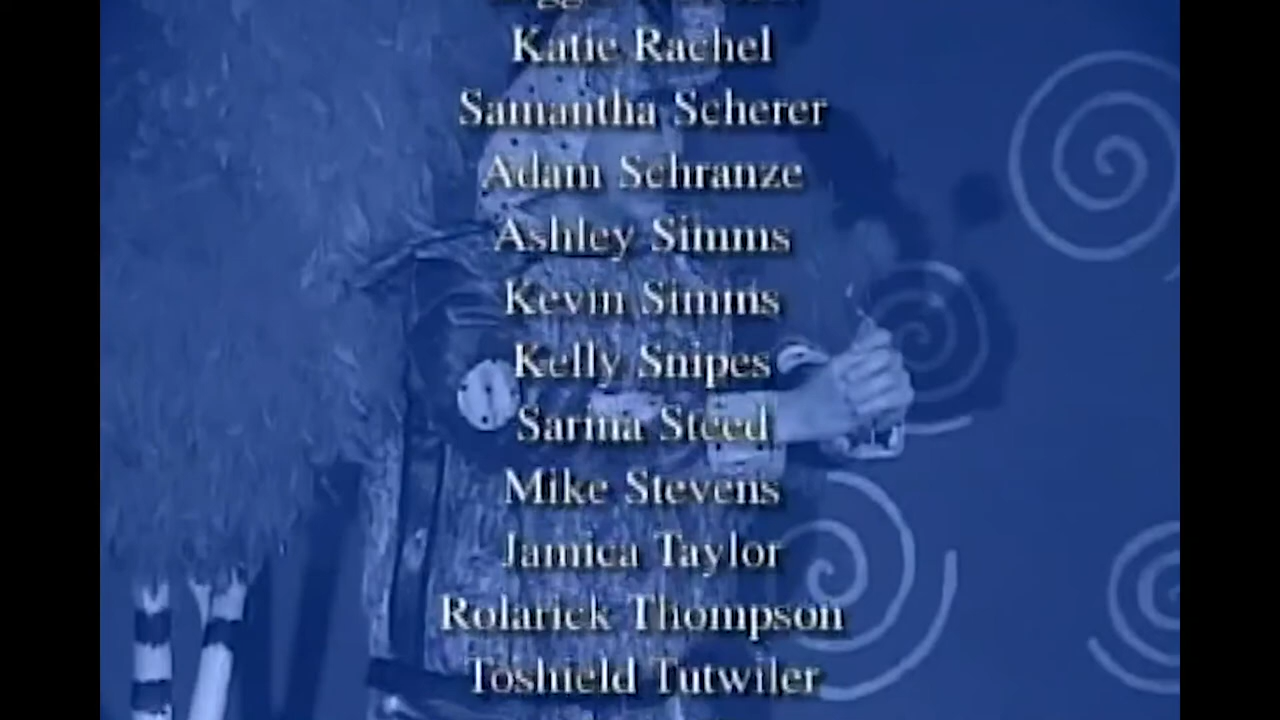 Katie Rachel
Samantha Scherer
Adam Schranze
Ashley Simms
Kevin Simms
Kelly Snipes
Sarina Steed
Mike Stevens
Jamica Taylor
Rolarick Thompson
Toshield Tutwiler